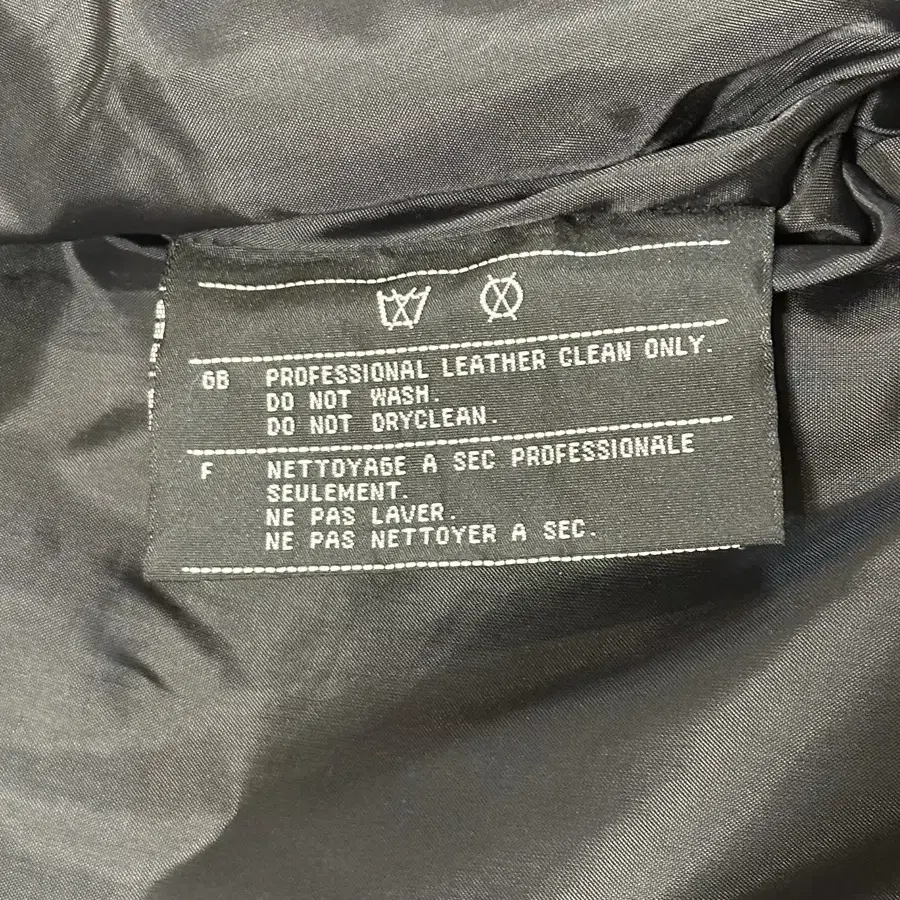 GB PROFESSIONAL LEATHER CLEAN ONLY.
DO NOT WASH.
DO NOT DRYCLEAN.
F NETTOYAGE A SEC PROFESSIONALE
SEULEMENT.
NE PAS LAVER.
NE PAS NETTOYER A SEC.